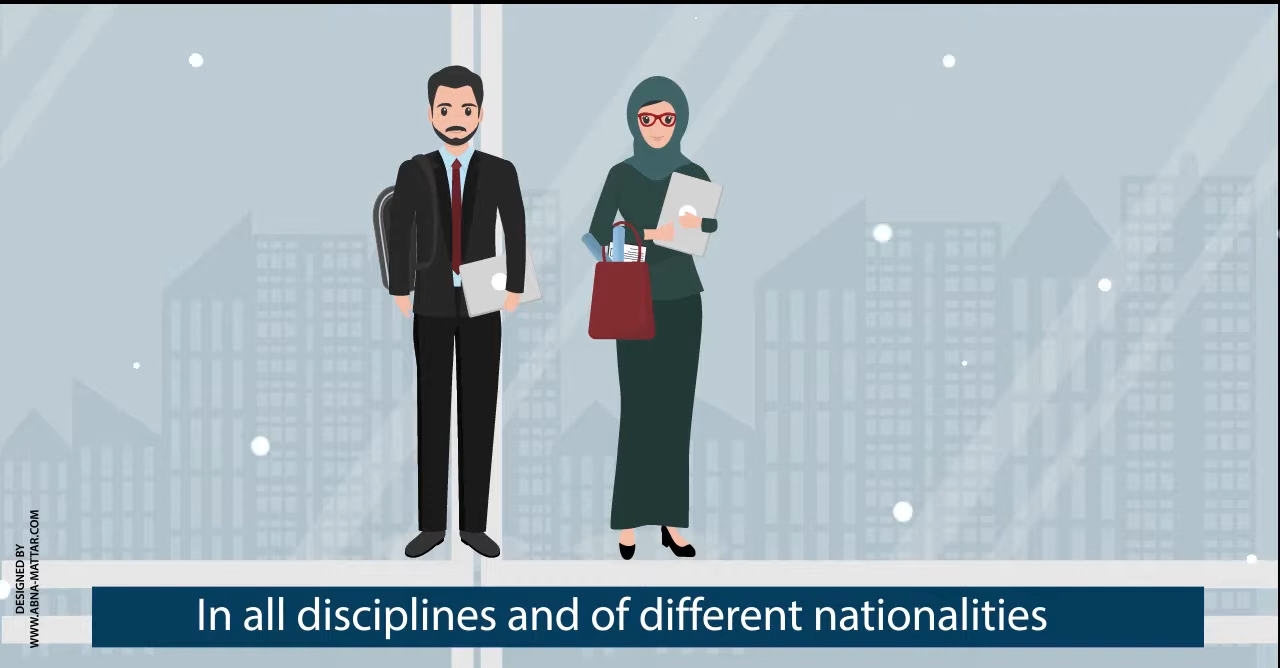 In all disciplines and of different nationalities
DESIGNED BY
WWW.ABNA-MATTAR.COM